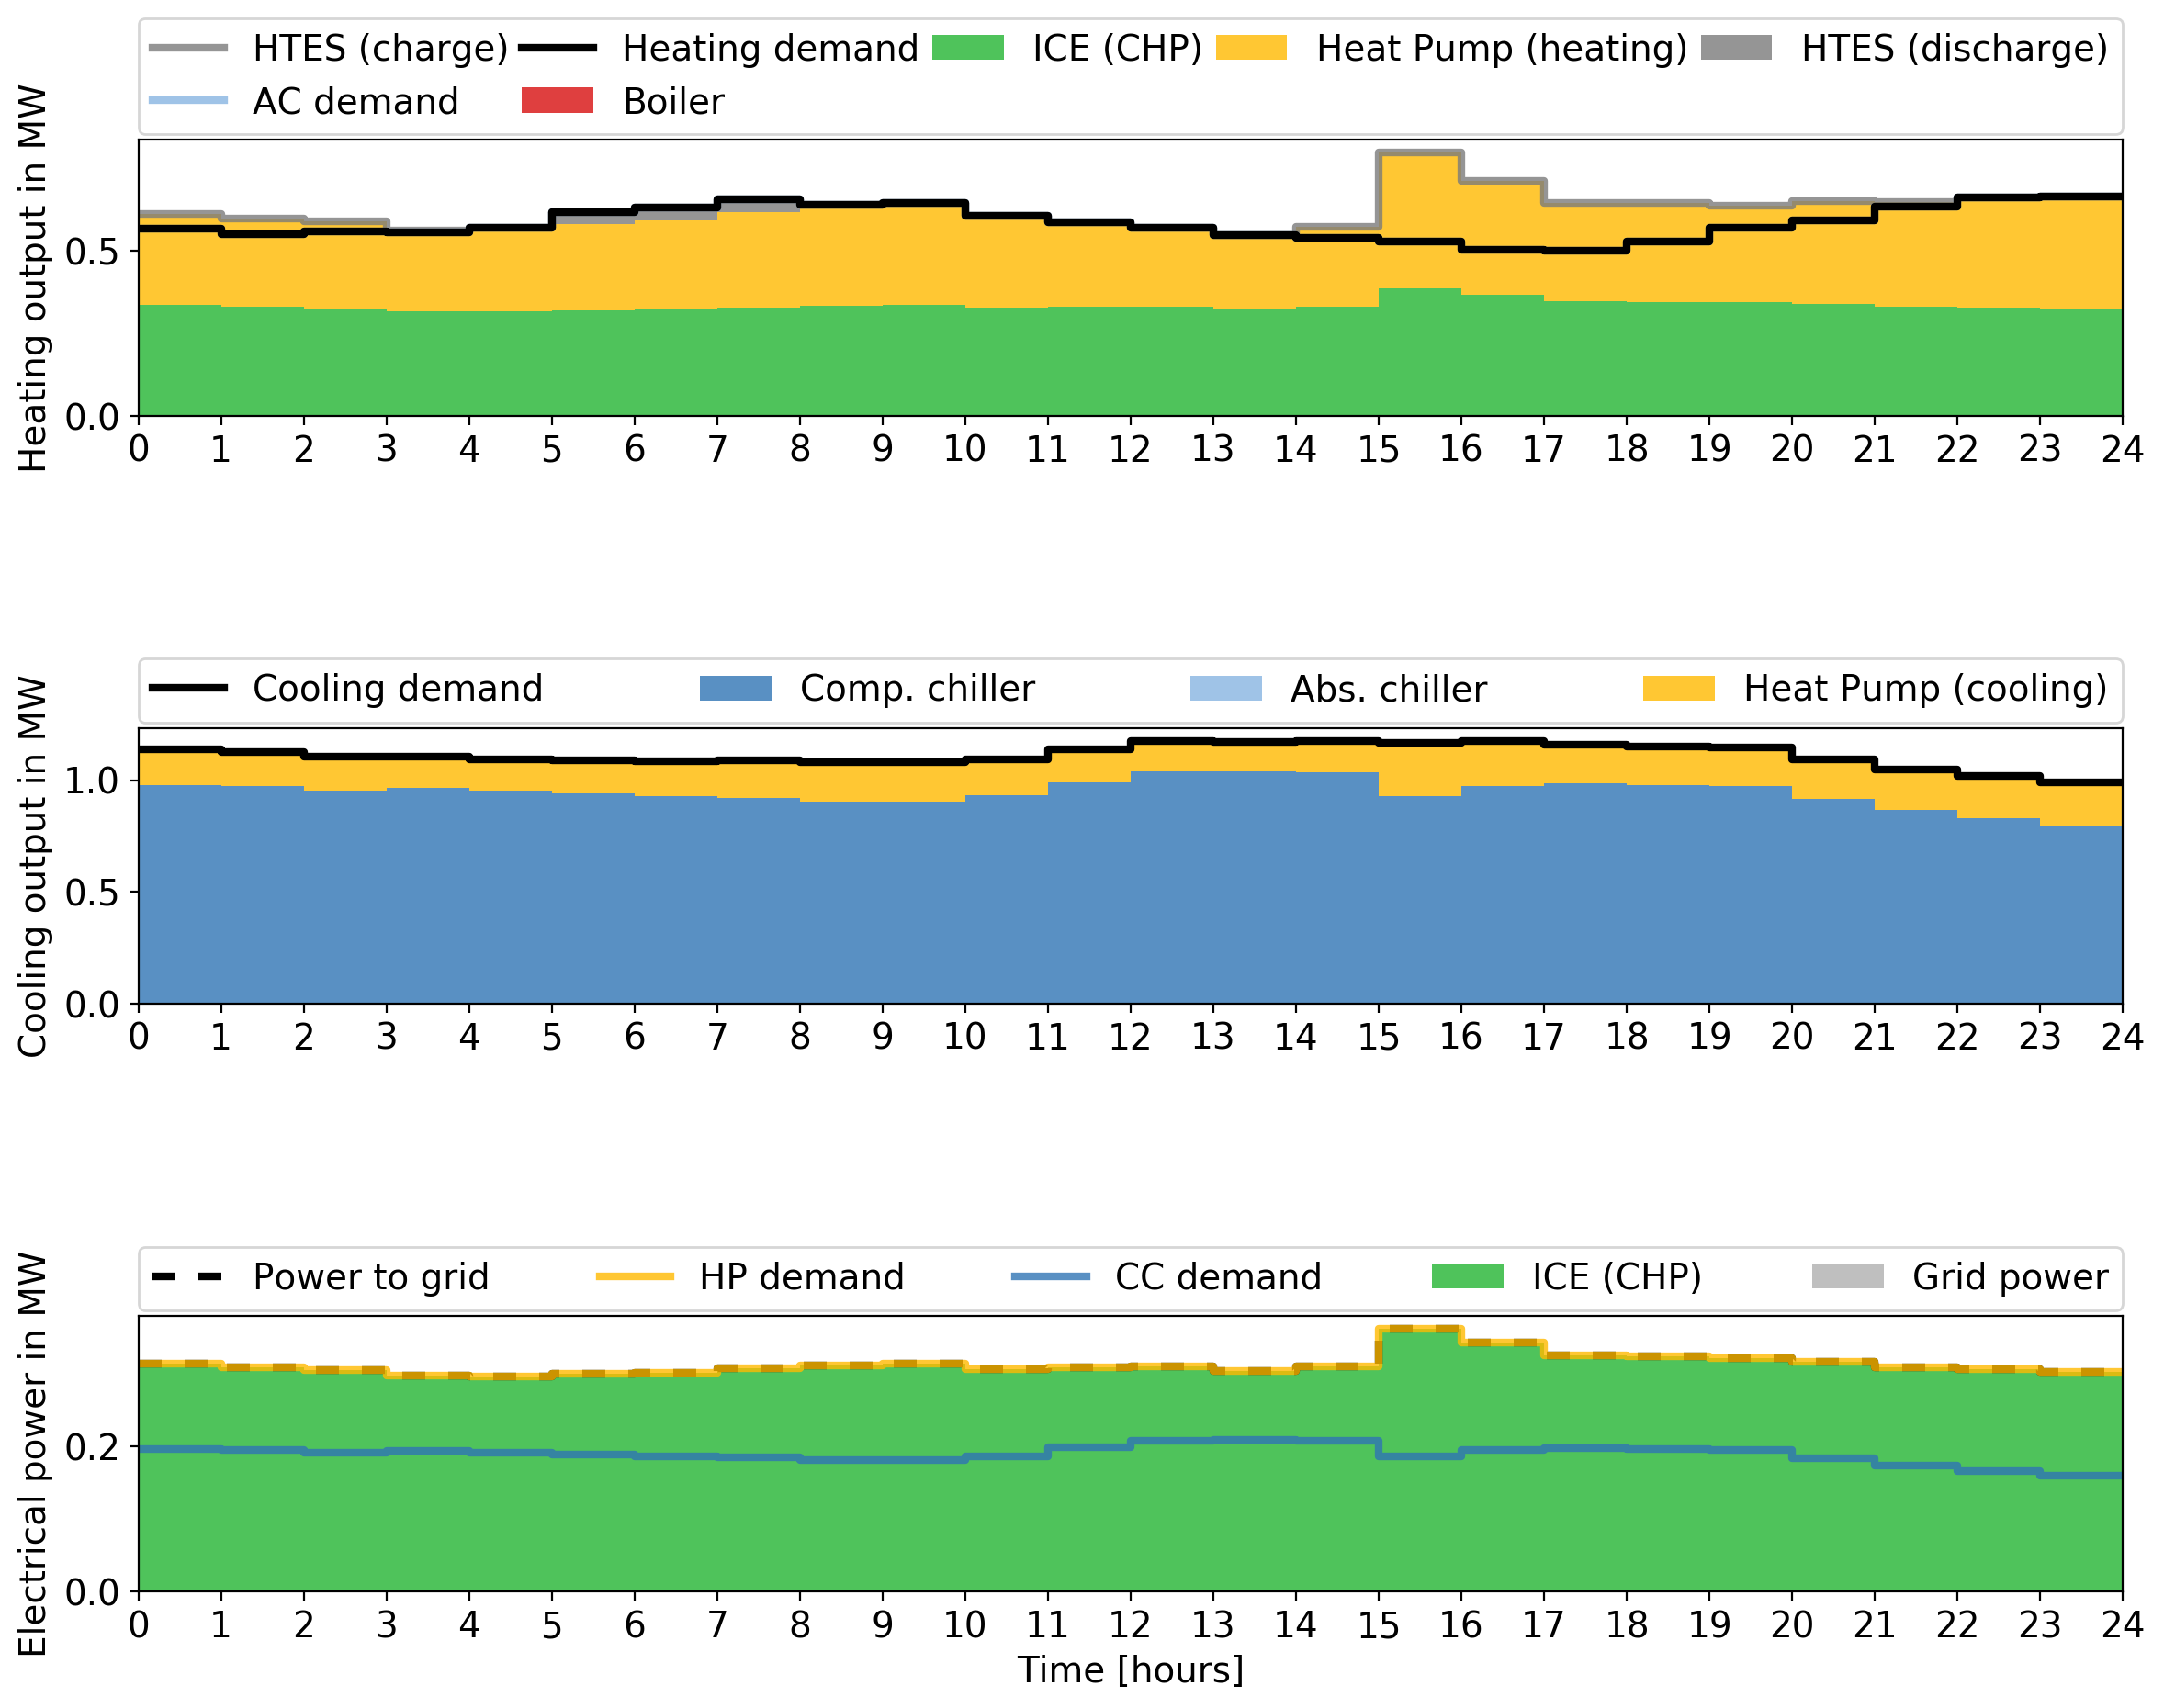 HTES (charge) Heating demand ICE (CHP) Heat Pump (heating) HTES (discharge)
AC demand Boiler
Heating output in MW
0.5
0.0
0 1 2 3 4 5 6 7 8 9 10 11 12 13 14 15 16 17 18 19 20 21 22 23 24
Cooling demand Comp. chiller Abs. chiller Heat Pump (cooling)
Cooling output in MW
1.0
0.5
0.0
0 1 2 3 4 5 6 7 8 9 10 11 12 13 14 15 16 17 18 19 20 21 22 23 24
Power to grid HP demand CC demand ICE (CHP) Grid power
Electrical power in MW
0.2
0.0
0 1 2 3 4 5 6 7 8 9 10 11 12 13 14 15 16 17 18 19 20 21 22 23 24
Time [hours]